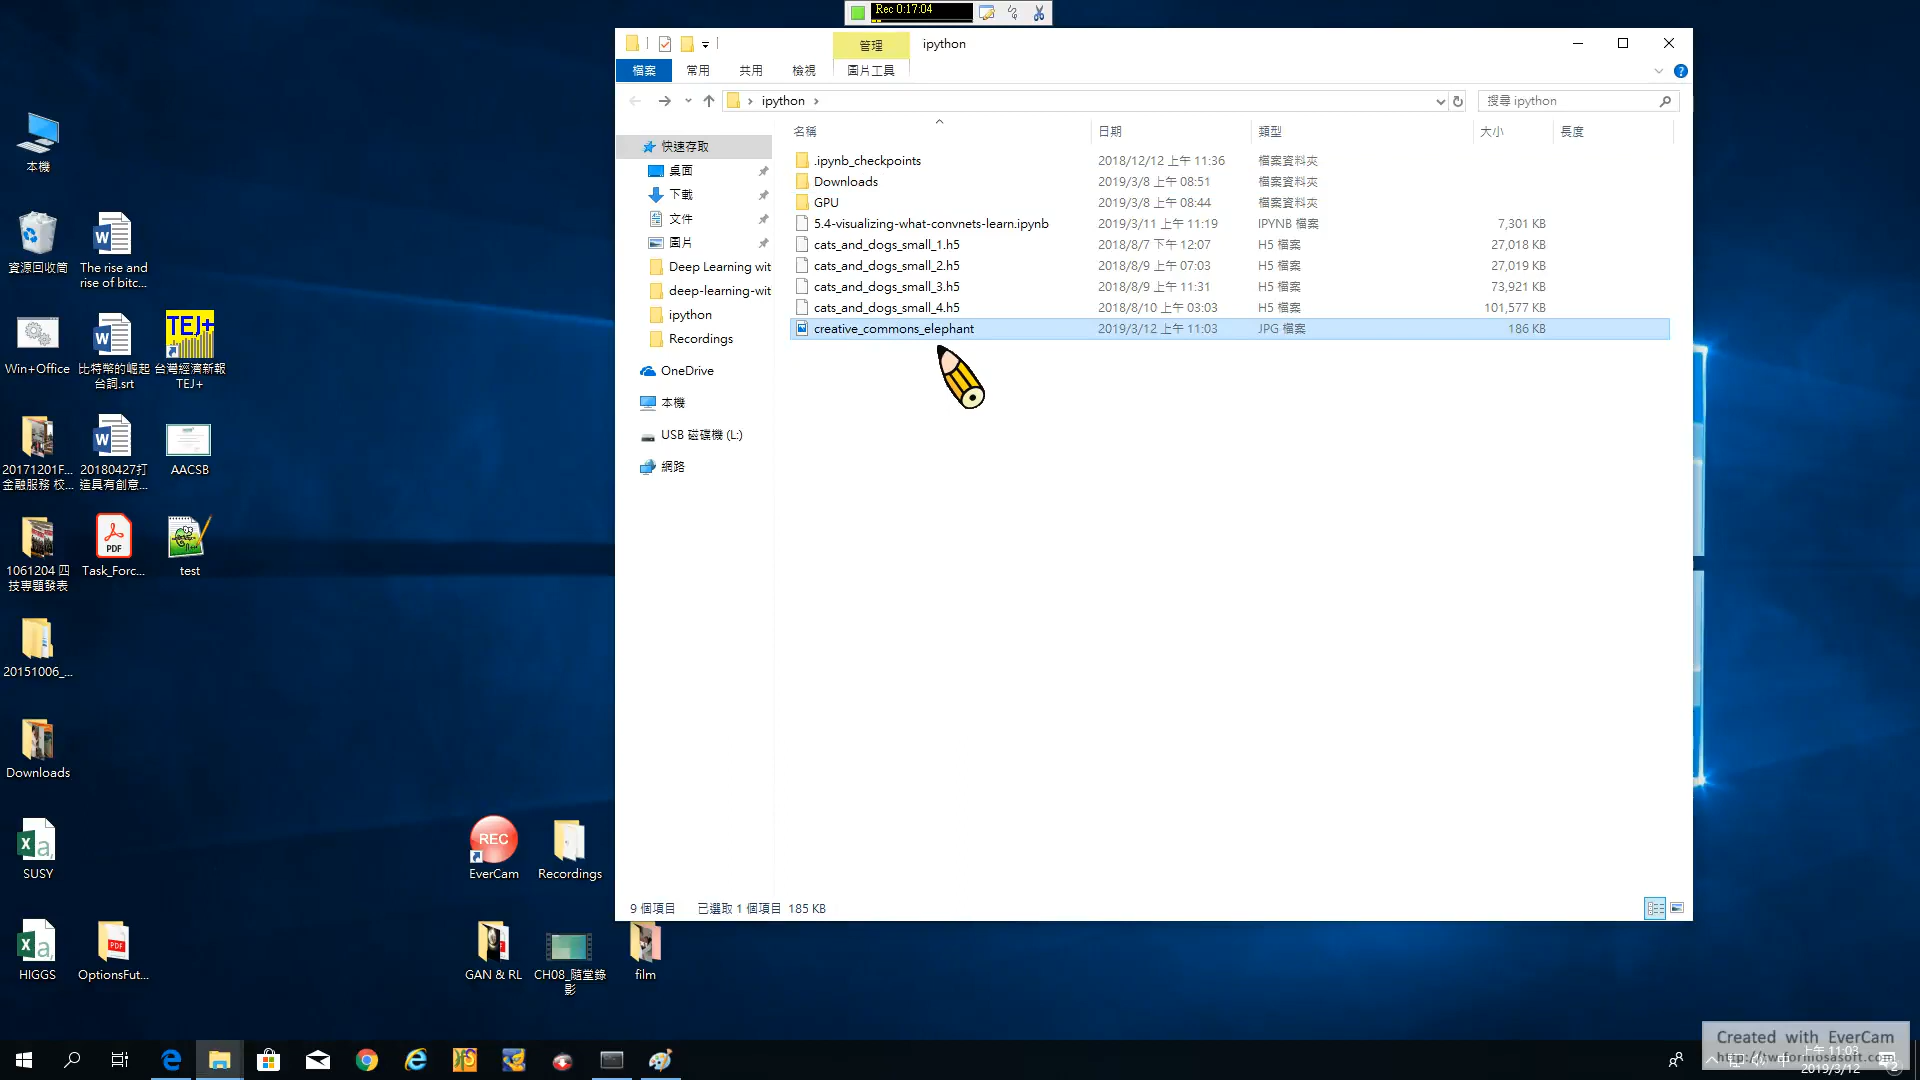 Rec 0:17:04
管理
ipython
檔案
常用
共用
檢視
圖片工具
ipython
搜尋 ipython
名稱
日期
類型
大小
長度
快速存取
桌面
下載
文件
圖片
Deep Learning wit
deep-learning-wit
ipython
Recordings
OneDrive
本機
USB 磁碟機 (L:)
網路
.ipynb_checkpoints 2018/12/12 上午 11:36 檔案資料夾
Downloads 2019/3/8 上午 08:51 檔案資料夾
GPU 2019/3/8 上午 08:44 檔案資料夾
5.4-visualizing-what-convnets-learn.ipynb 2019/3/11 上午 11:19 IPYNB 檔案 7,301 KB
cats_and_dogs_small_1.h5 2018/8/7 下午 12:07 H5 檔案 27,018 KB
cats_and_dogs_small_2.h5 2018/8/9 上午 07:03 H5 檔案 27,019 KB
cats_and_dogs_small_3.h5 2018/8/9 上午 11:31 H5 檔案 73,921 KB
cats_and_dogs_small_4.h5 2018/8/10 上午 03:03 H5 檔案 101,577 KB
creative_commons_elephant 2019/3/12 上午 11:03 JPG 檔案 186 KB
9 個項目 已選取 1 個項目 185 KB
本機
資源回收筒
The rise and
rise of bitc...
Win+Office
比特幣的崛起
台詞.srt
TEJ+
台灣經濟新報
TEJ+
20171201F...
金融服務 校...
20180427打
造具有創意...
AACSB
1061204 四
技專題發表
PDF
Task_Forc...
test
20151006_...
Downloads
SUSY
REC
EverCam
Recordings
HIGGS
PDF
OptionsFut...
GAN & RL
CH08_隨堂錄
影
film
Created with EverCam
http://tw.formosasoft.com
上午 11:03
2019/3/12